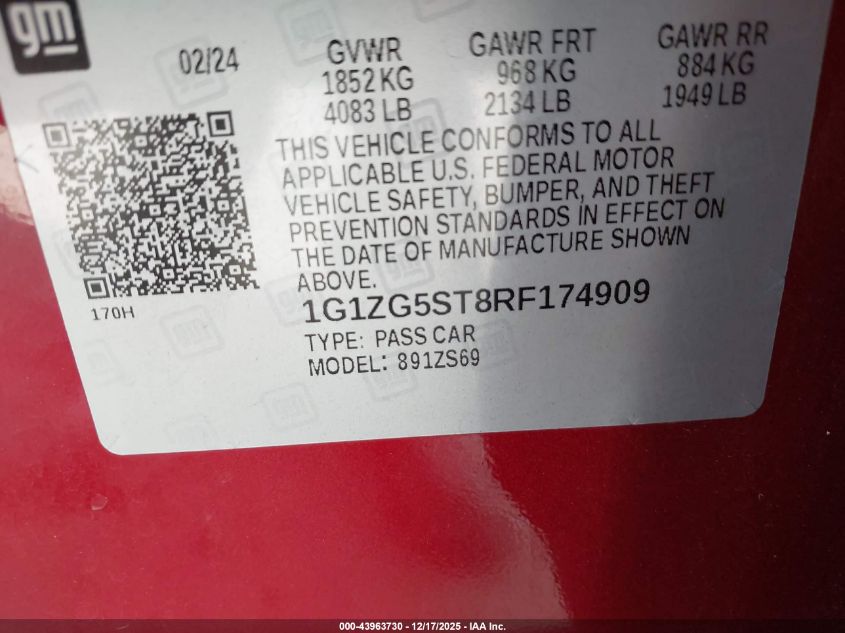 gm
02/24
GVWR GAWR FRT GAWR RR
1852 KG 968 KG 884 KG
4083 LB 2134 LB 1949 LB
THIS VEHICLE CONFORMS TO ALL
APPLICABLE U.S. FEDERAL MOTOR
VEHICLE SAFETY, BUMPER, AND THEFT
PREVENTION STANDARDS IN EFFECT ON
THE DATE OF MANUFACTURE SHOWN
ABOVE.
170H
1G1ZG5ST8RF174909
TYPE: PASS CAR
MODEL: 891ZS69
000-43963730 - 12/17/2025 - IAA Inc.